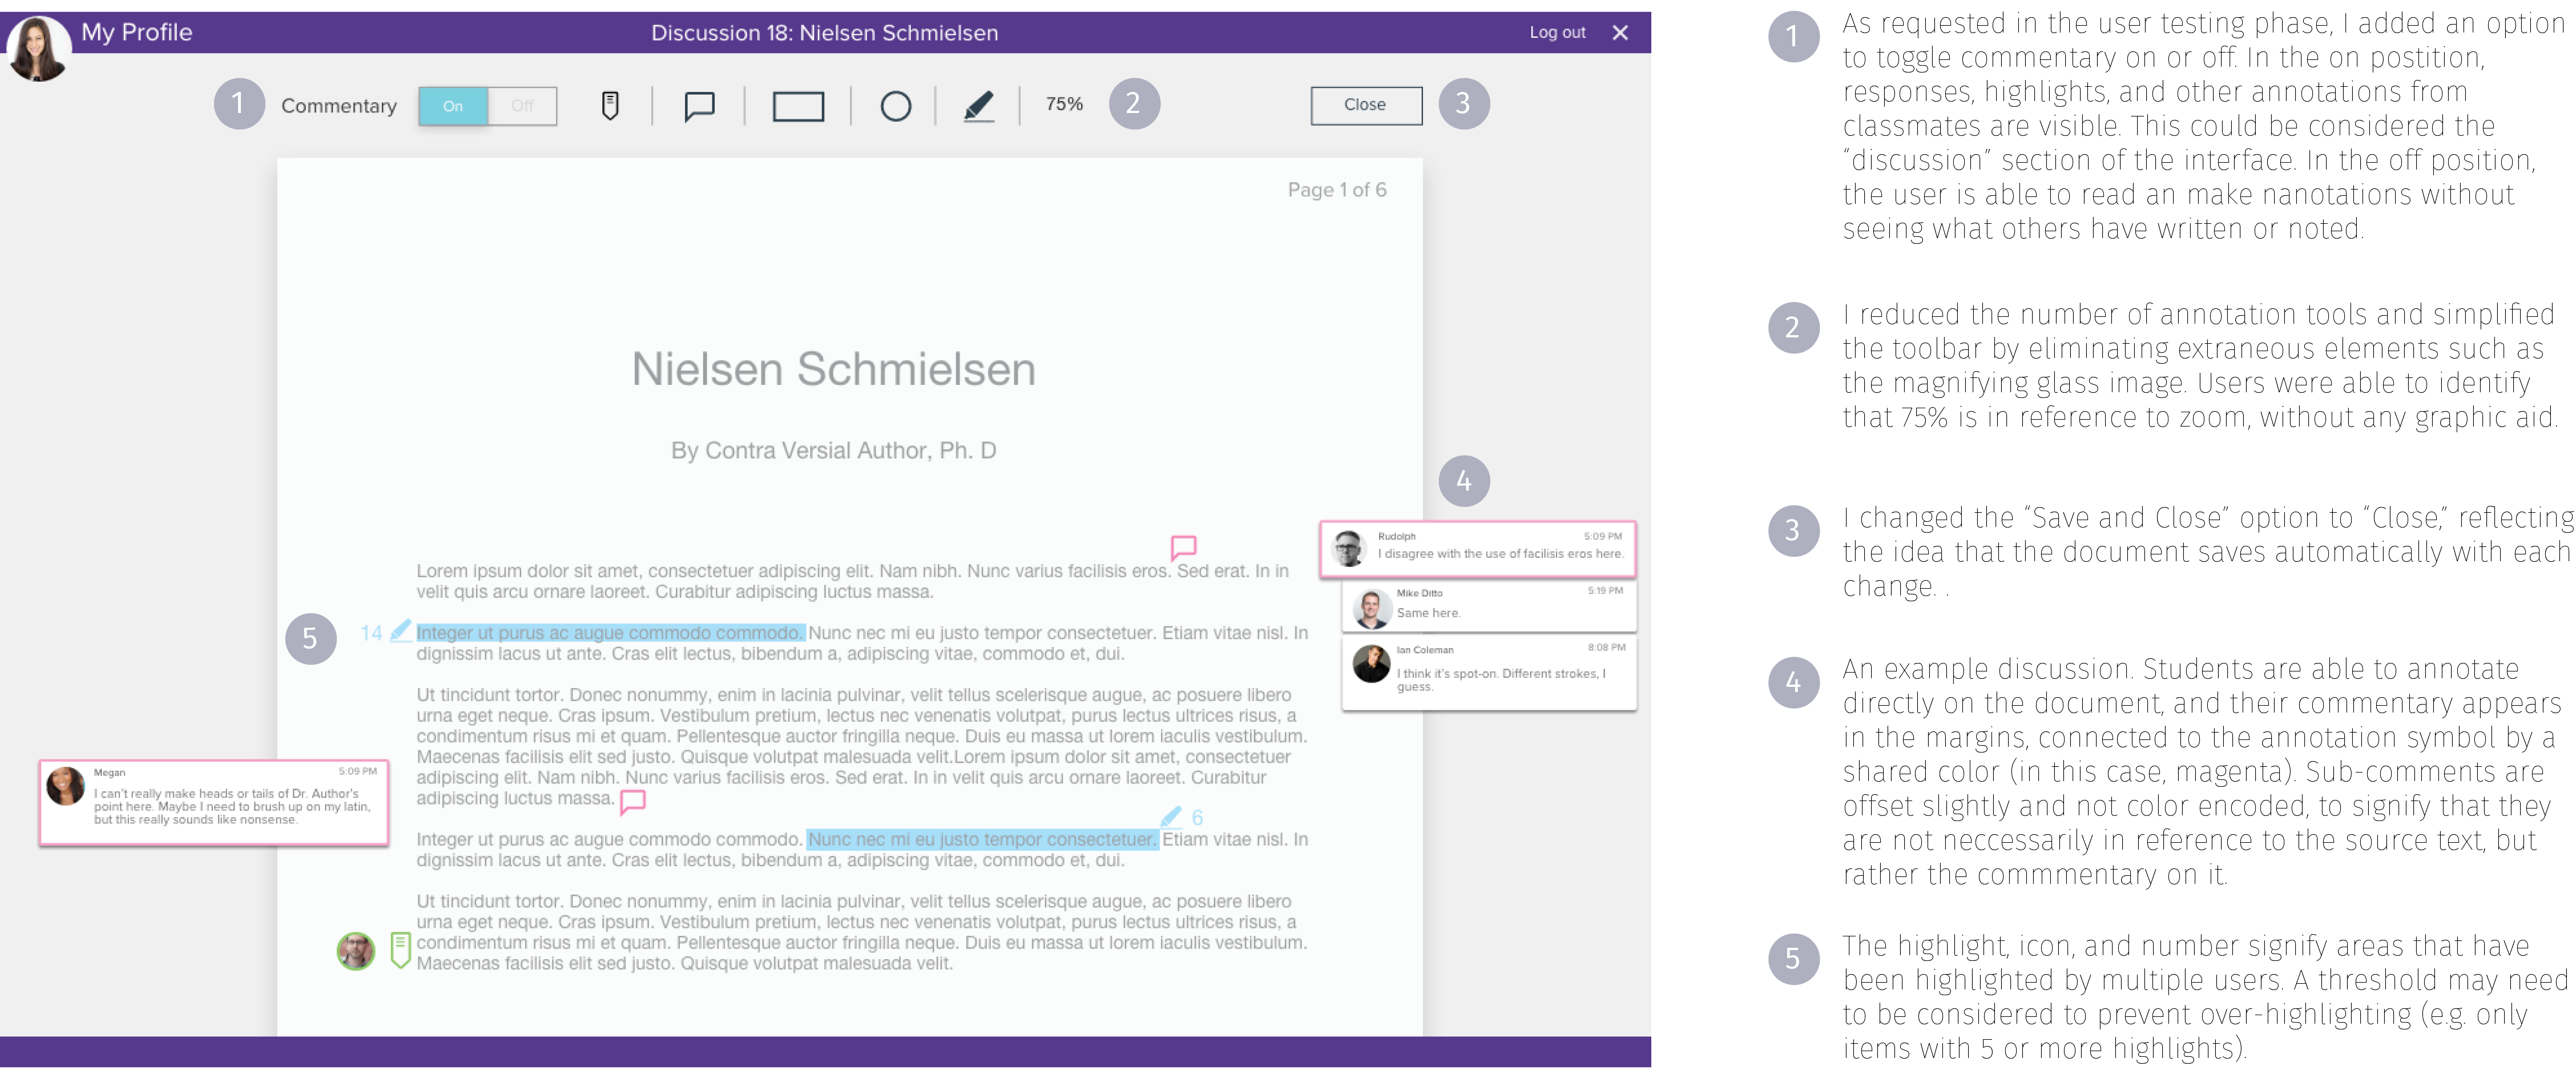 My Profile
Discussion 18: Nielsen Schmielsen
Log out
1
Commentary
On
Off
75%
2
Close
3
Page 1 of 6
Nielsen Schmielsen
By Contra Versial Author, Ph. D
Lorem ipsum dolor sit amet, consectetuer adipiscing elit. Nam nibh. Nunc varius facilisis eros. Sed erat. In in
velit quis arcu ornare laoreet. Curabitur adipiscing luctus massa.
5
14
Integer ut purus ac augue commodo commodo. Nunc nec mi eu justo tempor consectetuer. Etiam vitae nisl. In
dignissim lacus ut ante. Cras elit lectus, bibendum a, adipiscing vitae, commodo et, dui.
Ut tincidunt tortor. Donec nonummy, enim in lacinia pulvinar, velit tellus scelerisque augue, ac posuere libero
urna eget neque. Cras ipsum. Vestibulum pretium, lectus nec venenatis volutpat, purus lectus ultrices risus, a
condimentum risus mi et quam. Pellentesque auctor fringilla neque. Duis eu massa ut lorem iaculis vestibulum.
Maecenas facilisis elit sed justo. Quisque volutpat malesuada velit.Lorem ipsum dolor sit amet, consectetuer
adipiscing elit. Nam nibh. Nunc varius facilisis eros. Sed erat. In in velit quis arcu ornare laoreet. Curabitur
adipiscing luctus massa.
6
Integer ut purus ac augue commodo commodo. Nunc nec mi eu justo tempor consectetuer. Etiam vitae nisl. In
dignissim lacus ut ante. Cras elit lectus, bibendum a, adipiscing vitae, commodo et, dui.
Ut tincidunt tortor. Donec nonummy, enim in lacinia pulvinar, velit tellus scelerisque augue, ac posuere libero
urna eget neque. Cras ipsum. Vestibulum pretium, lectus nec venenatis volutpat, purus lectus ultrices risus, a
condimentum risus mi et quam. Pellentesque auctor fringilla neque. Duis eu massa ut lorem iaculis vestibulum.
Maecenas facilisis elit sed justo. Quisque volutpat malesuada velit.
Megan
5:09 PM
I can't really make heads or tails of Dr. Author's
point here. Maybe I need to brush up on my latin,
but this really sounds like nonsense.
4
Rudolph
5:09 PM
I disagree with the use of facilisis eros here.
Mike Ditto
5:19 PM
Same here.
Ian Coleman
8:08 PM
I think it's spot-on. Different strokes, I
guess.
1
As requested in the user testing phase, I added an option
to toggle commentary on or off. In the on postition,
responses, highlights, and other annotations from
classmates are visible. This could be considered the
“discussion” section of the interface. In the off position,
the user is able to read an make nanotations without
seeing what others have written or noted.
2
I reduced the number of annotation tools and simplified
the toolbar by eliminating extraneous elements such as
the magnifying glass image. Users were able to identify
that 75% is in reference to zoom, without any graphic aid.
3
I changed the “Save and Close” option to “Close,” reflecting
the idea that the document saves automatically with each
change. .
4
An example discussion. Students are able to annotate
directly on the document, and their commentary appears
in the margins, connected to the annotation symbol by a
shared color (in this case, magenta). Sub-comments are
offset slightly and not color encoded, to signify that they
are not neccessarily in reference to the source text, but
rather the commmentary on it.
5
The highlight, icon, and number signify areas that have
been highlighted by multiple users. A threshold may need
to be considered to prevent over-highlighting (e.g. only
items with 5 or more highlights).